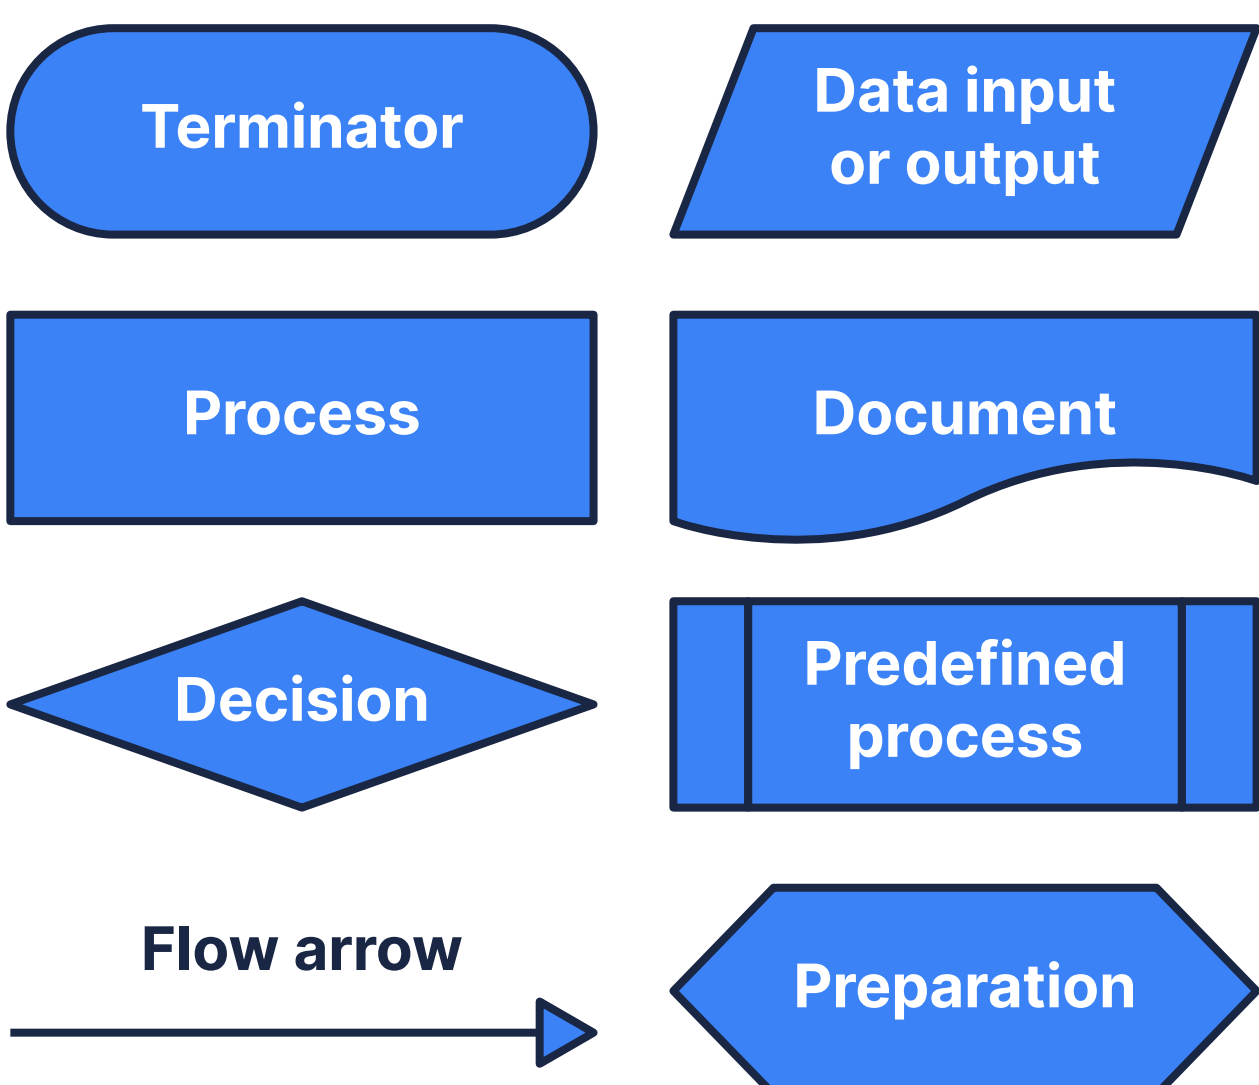 Terminator
Data input
or output
Process
Document
Decision
Predefined
process
Flow arrow
Preparation